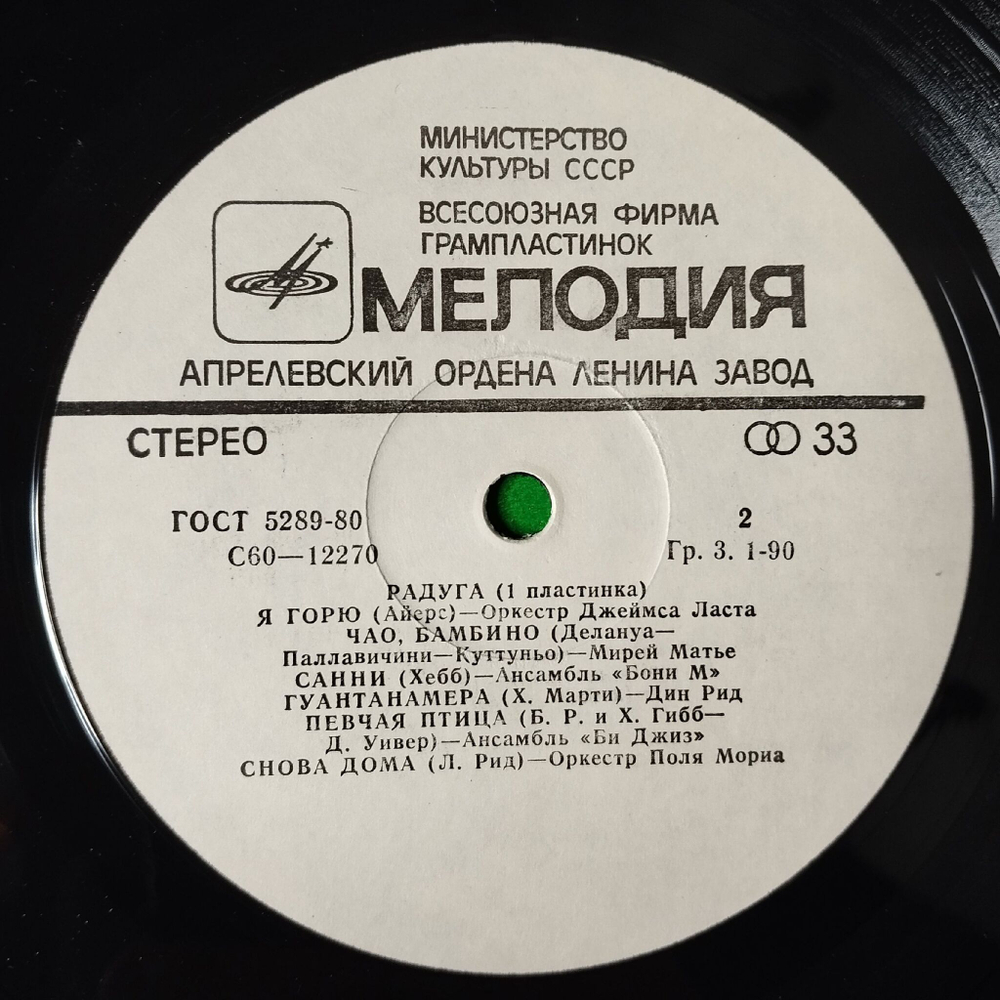 МИНИСТЕРСТВО
КУЛЬТУРЫ СССР
ВСЕСОЮЗНАЯ ФИРМА
ГРАМПЛАСТИНОК
МЕЛОДИЯ
АПРЕЛЕВСКИЙ ОРДЕНА ЛЕНИНА ЗАВОД
СТЕРЕО 33
ГОСТ 5289-80 2
С60—12270 Гр. 3. 1-90
РАДУГА (1 пластинка)
Я ГОРЮ (Айерс)—Оркестр Джеймса Ласта
ЧАО, БАМБИНО (Делануа—
Паллавичини—Куттуньо)—Мирей Матье
САННИ (Хебб)—Ансамбль «Бони М»
ГУАНТАНАМЕРА (Х. Марти)—Дин Рид
ПЕВЧАЯ ПТИЦА (Б. Р. и Х. Гибб—
Д. Уивер)—Ансамбль «Би Джиз»
СНОВА ДОМА (Л. Рид)—Оркестр Поля Мориа